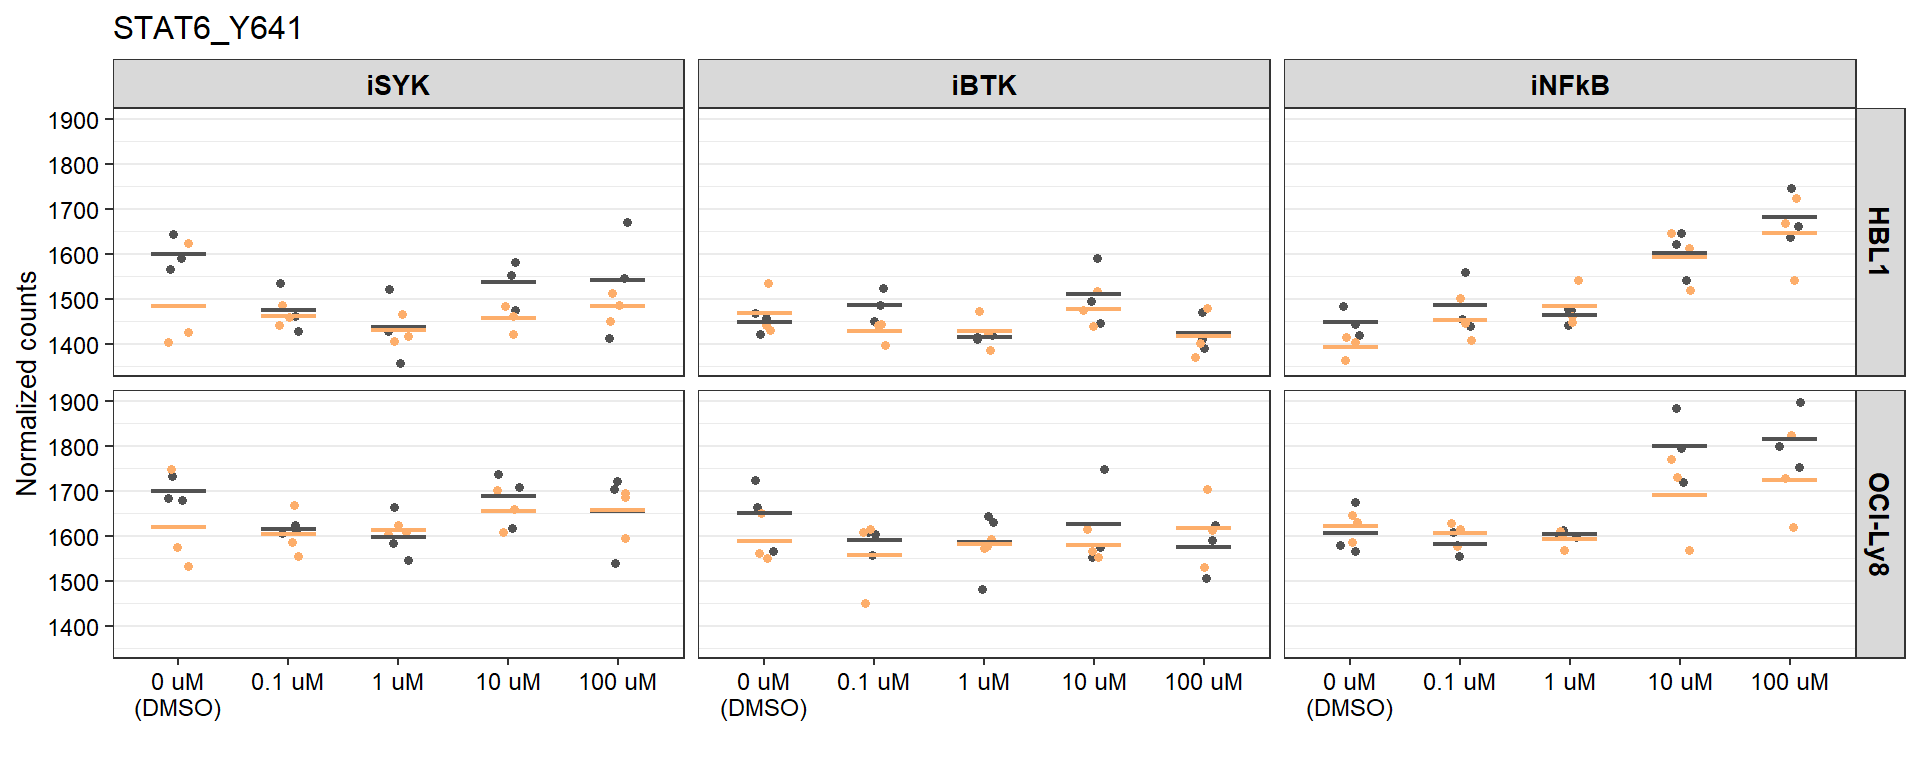 STAT6_Y641
iSYK
iBTK
iNFkB
Normalized counts
1900
1800
1700
1600
1500
1400
HBL1
1900
1800
1700
1600
1500
1400
OCI-Ly8
0 uM
(DMSO)
0.1 uM
1 uM
10 uM
100 uM
0 uM
(DMSO)
0.1 uM
1 uM
10 uM
100 uM
0 uM
(DMSO)
0.1 uM
1 uM
10 uM
100 uM